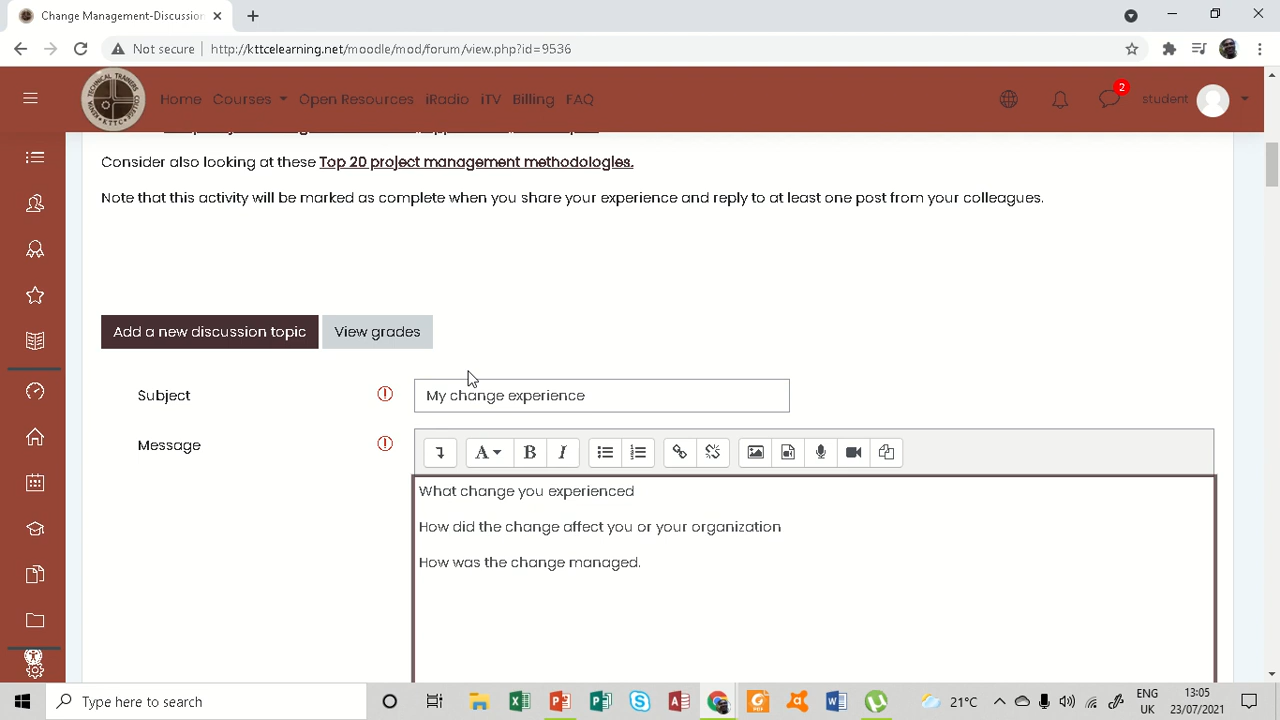 Change Management-Discussion
Not secure
http://kttcelearning.net/moodle/mod/forum/view.php?id=9536
Home Courses Open Resources iRadio iTV Billing FAQ
2
student
Consider also looking at these Top 20 project management methodologies.
Note that this activity will be marked as complete when you share your experience and reply to at least one post from your colleagues.
Add a new discussion topic
View grades
Subject
My change experience
Message
A B I
What change you experienced
How did the change affect you or your organization
How was the change managed.
Type here to search
21°C
ENG
UK
13:05
23/07/2021